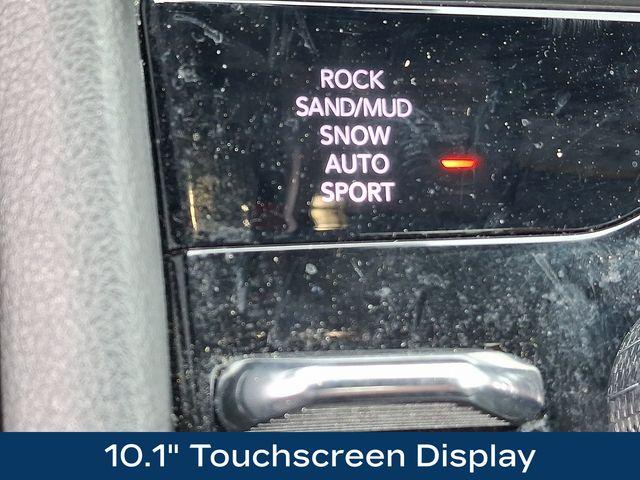 ROCK
SAND/MUD
SNOW
AUTO
SPORT
10.1" Touchscreen Display